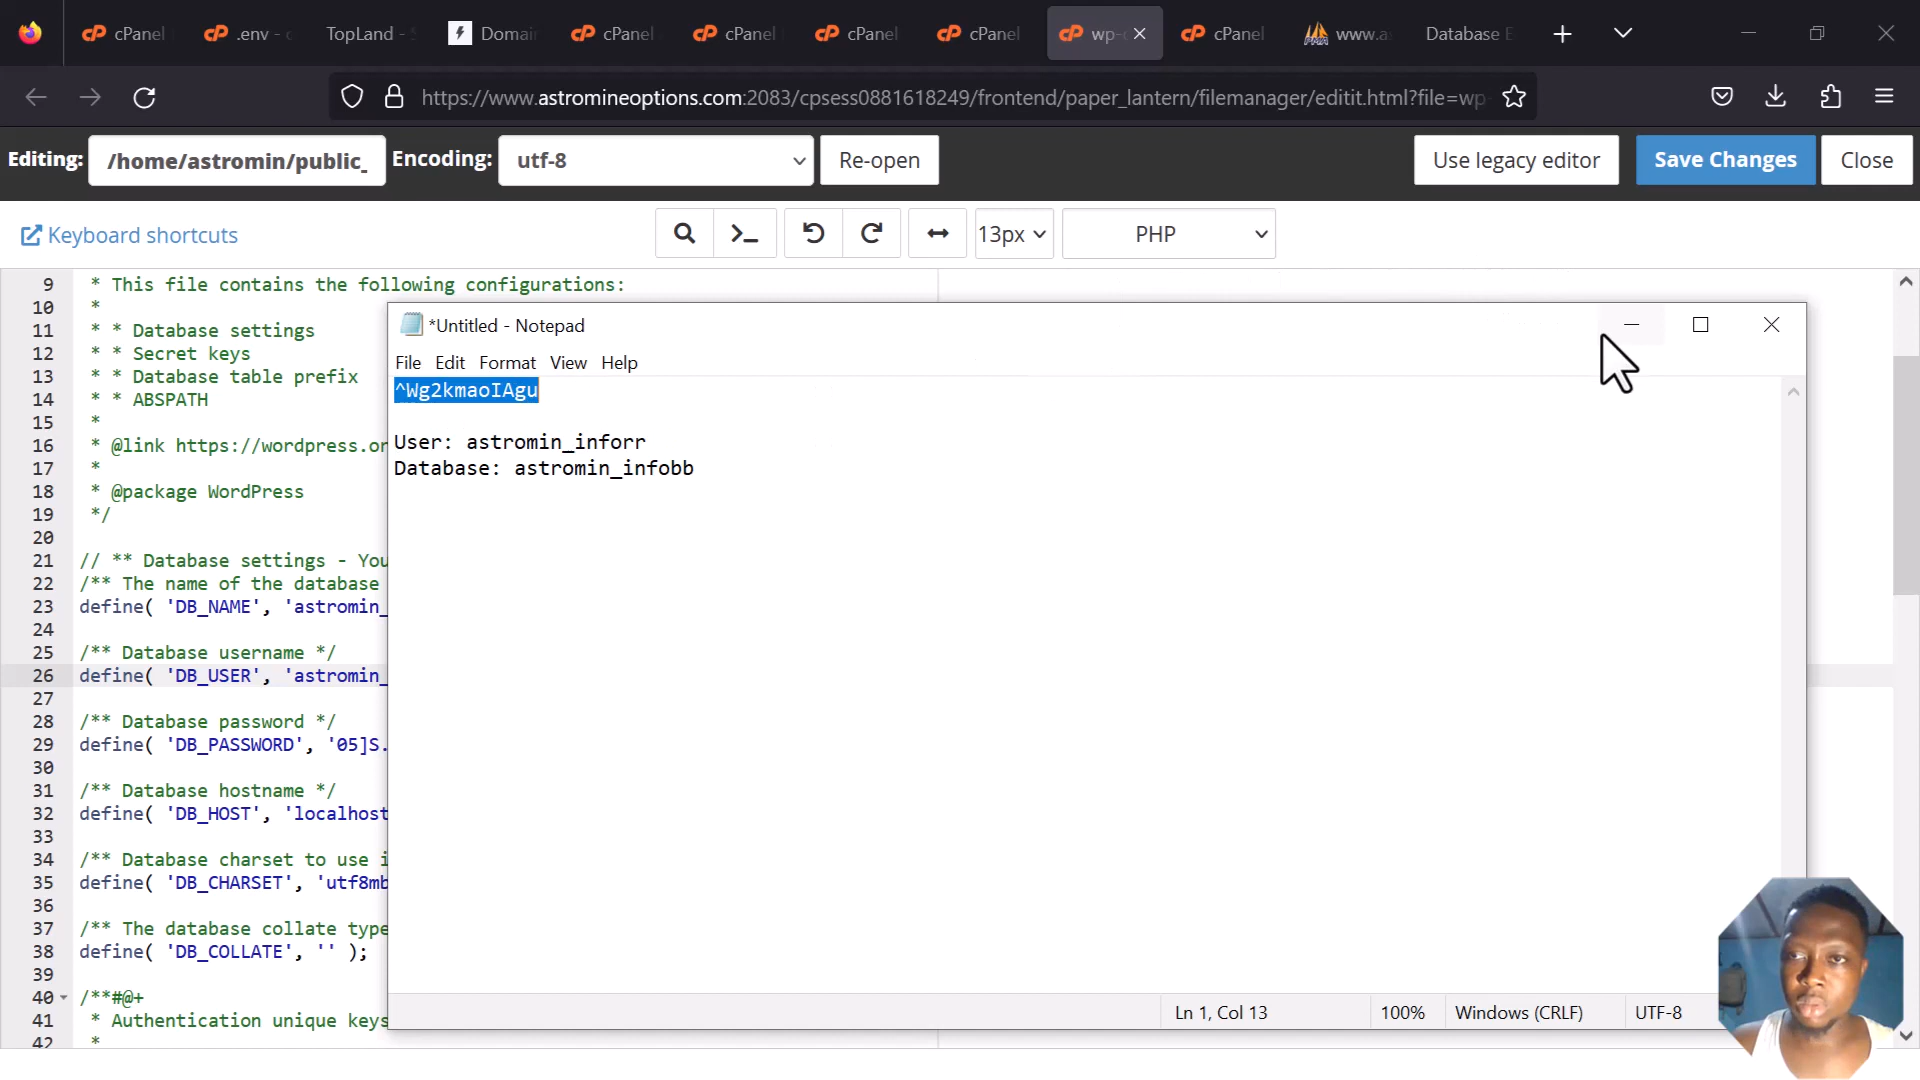 cPanel
.env - c
TopLand - S
Domain
cPanel
cPanel
cPanel
cPanel
wp-c
cPanel
www.as
Database E
https://www.astromineoptions.com:2083/cpsess0881618249/frontend/paper_lantern/filemanager/editit.html?file=wp-
Editing: /home/astromin/public_ Encoding: utf-8 Re-open Use legacy editor Save Changes Close
Keyboard shortcuts 13px PHP
9 * This file contains the following configurations:
10 *
11 * * Database settings
12 * * Secret keys
13 * * Database table prefix
14 * * ABSPATH
15 *
16 * @link https://wordpress.or
17 *
18 * @package WordPress
19 */
20
21 // ** Database settings - You
22 /** The name of the database
23 define( 'DB_NAME', 'astromin_
24
25 /** Database username */
26 define( 'DB_USER', 'astromin_
27
28 /** Database password */
29 define( 'DB_PASSWORD', '05]S.
30
31 /** Database hostname */
32 define( 'DB_HOST', 'localhost
33
34 /** Database charset to use i
35 define( 'DB_CHARSET', 'utf8mb
36
37 /** The database collate type
38 define( 'DB_COLLATE', '' );
39
40 /**#@+
41 * Authentication unique keys
42 *
*Untitled - Notepad
File Edit Format View Help
^Wg2kmaoIAgu
User: astromin_inforr
Database: astromin_infobb
Ln 1, Col 13 100% Windows (CRLF) UTF-8